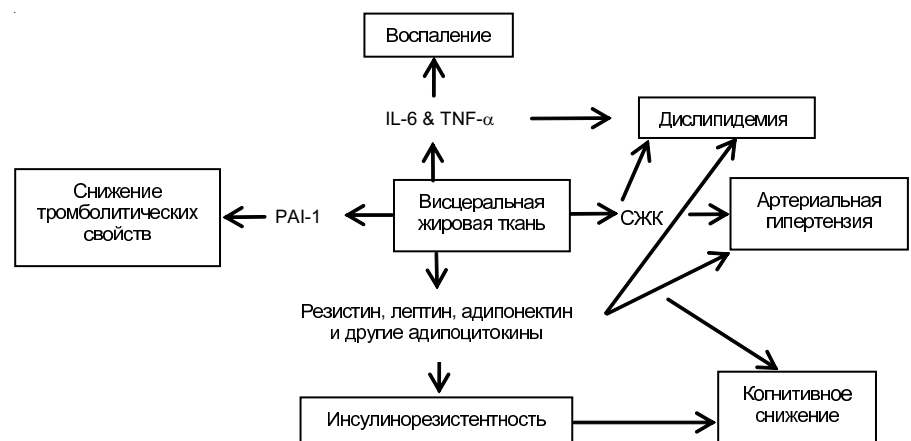 Воспаление
IL-6 & TNF-α
Дислипидемия
Снижение
тромболитических
свойств
PAI-1
Висцеральная
жировая ткань
СЖК
Артериальная
гипертензия
Резистин, лептин, адипонектин
и другие адипоцитокины
Инсулинорезистентность
Когнитивное
снижение